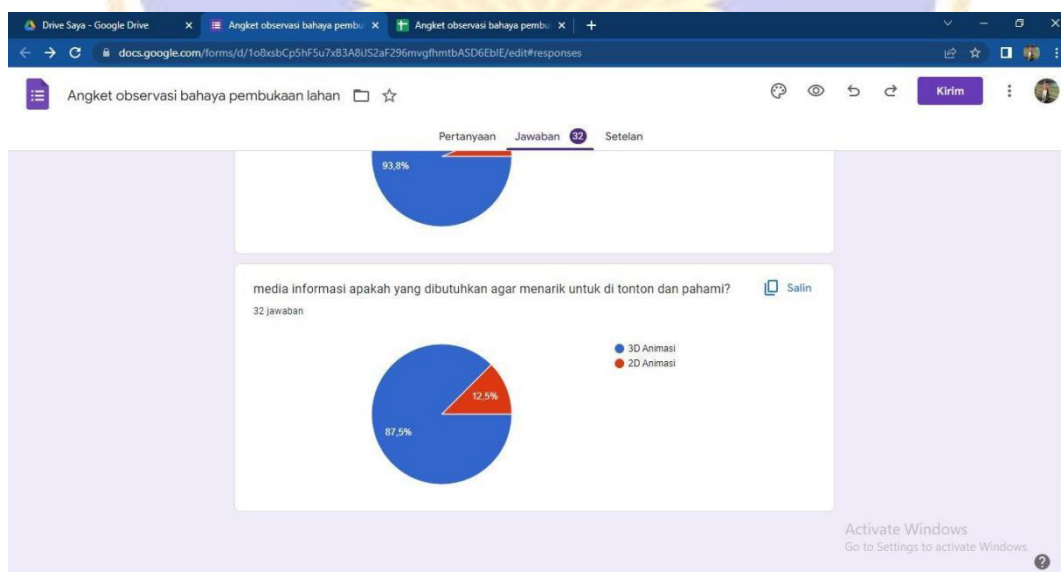 Drive Saya - Google Drive
Angket observasi bahaya pembu
Angket observasi bahaya pembu
docs.google.com/forms/d/1o8xsbCp5hF5u7xB3A8iJS2aF296mvgfhmtbASD6EbIE/edit#responses
Angket observasi bahaya pembukaan lahan
Kirim
Pertanyaan Jawaban 32 Setelan
93,8%
media informasi apakah yang dibutuhkan agar menarik untuk di tonton dan pahami?
Salin
32 jawaban
3D Animasi
2D Animasi
12,5%
87,5%
Activate Windows
Go to Settings to activate Windows.